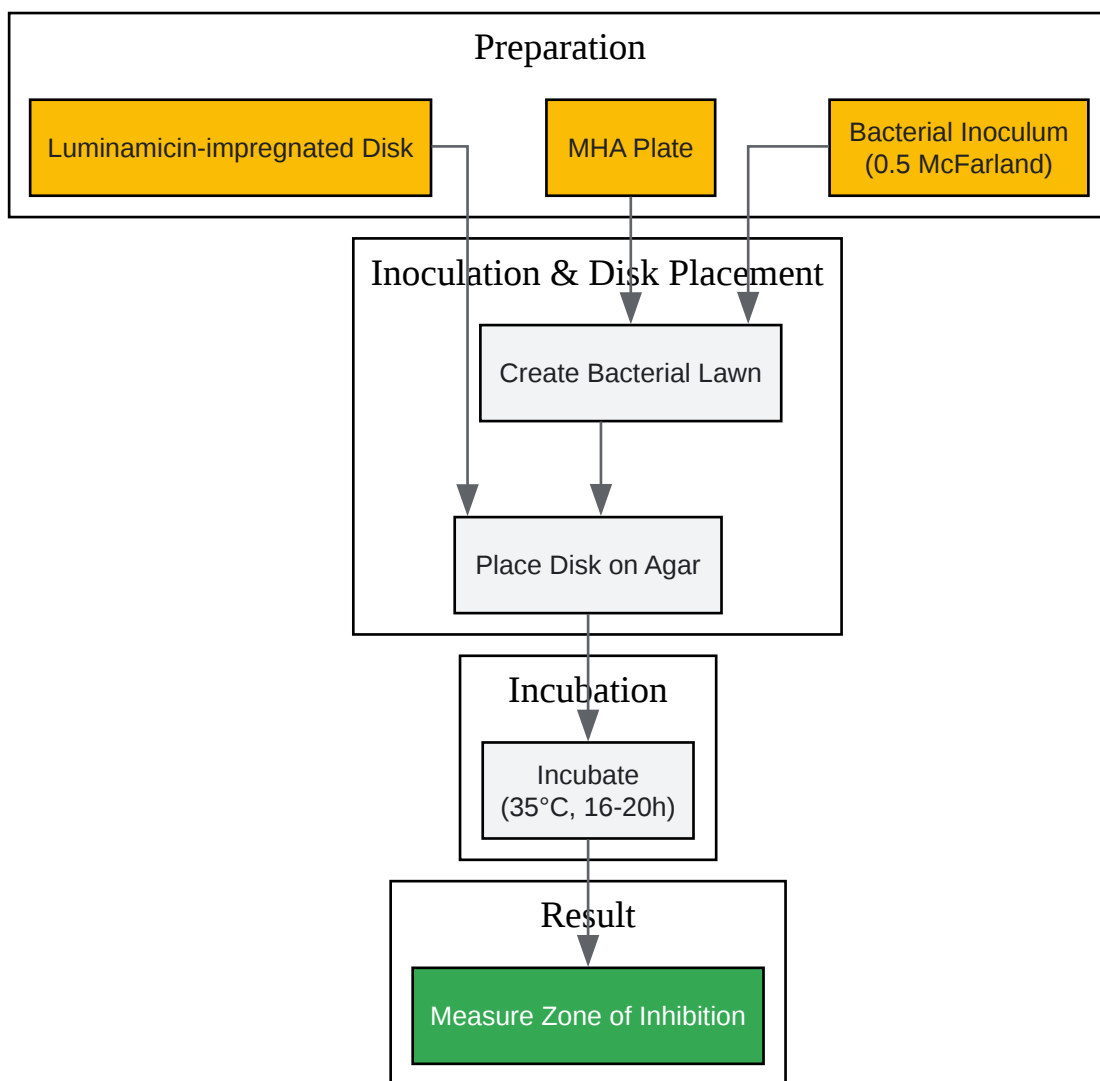 Preparation
Luminamicin-impregnated Disk
MHA Plate
Bacterial Inoculum
(0.5 McFarland)
Inoculation & Disk Placement
Create Bacterial Lawn
Place Disk on Agar
Incubation
Incubate
(35°C, 16-20h)
Result
Measure Zone of Inhibition